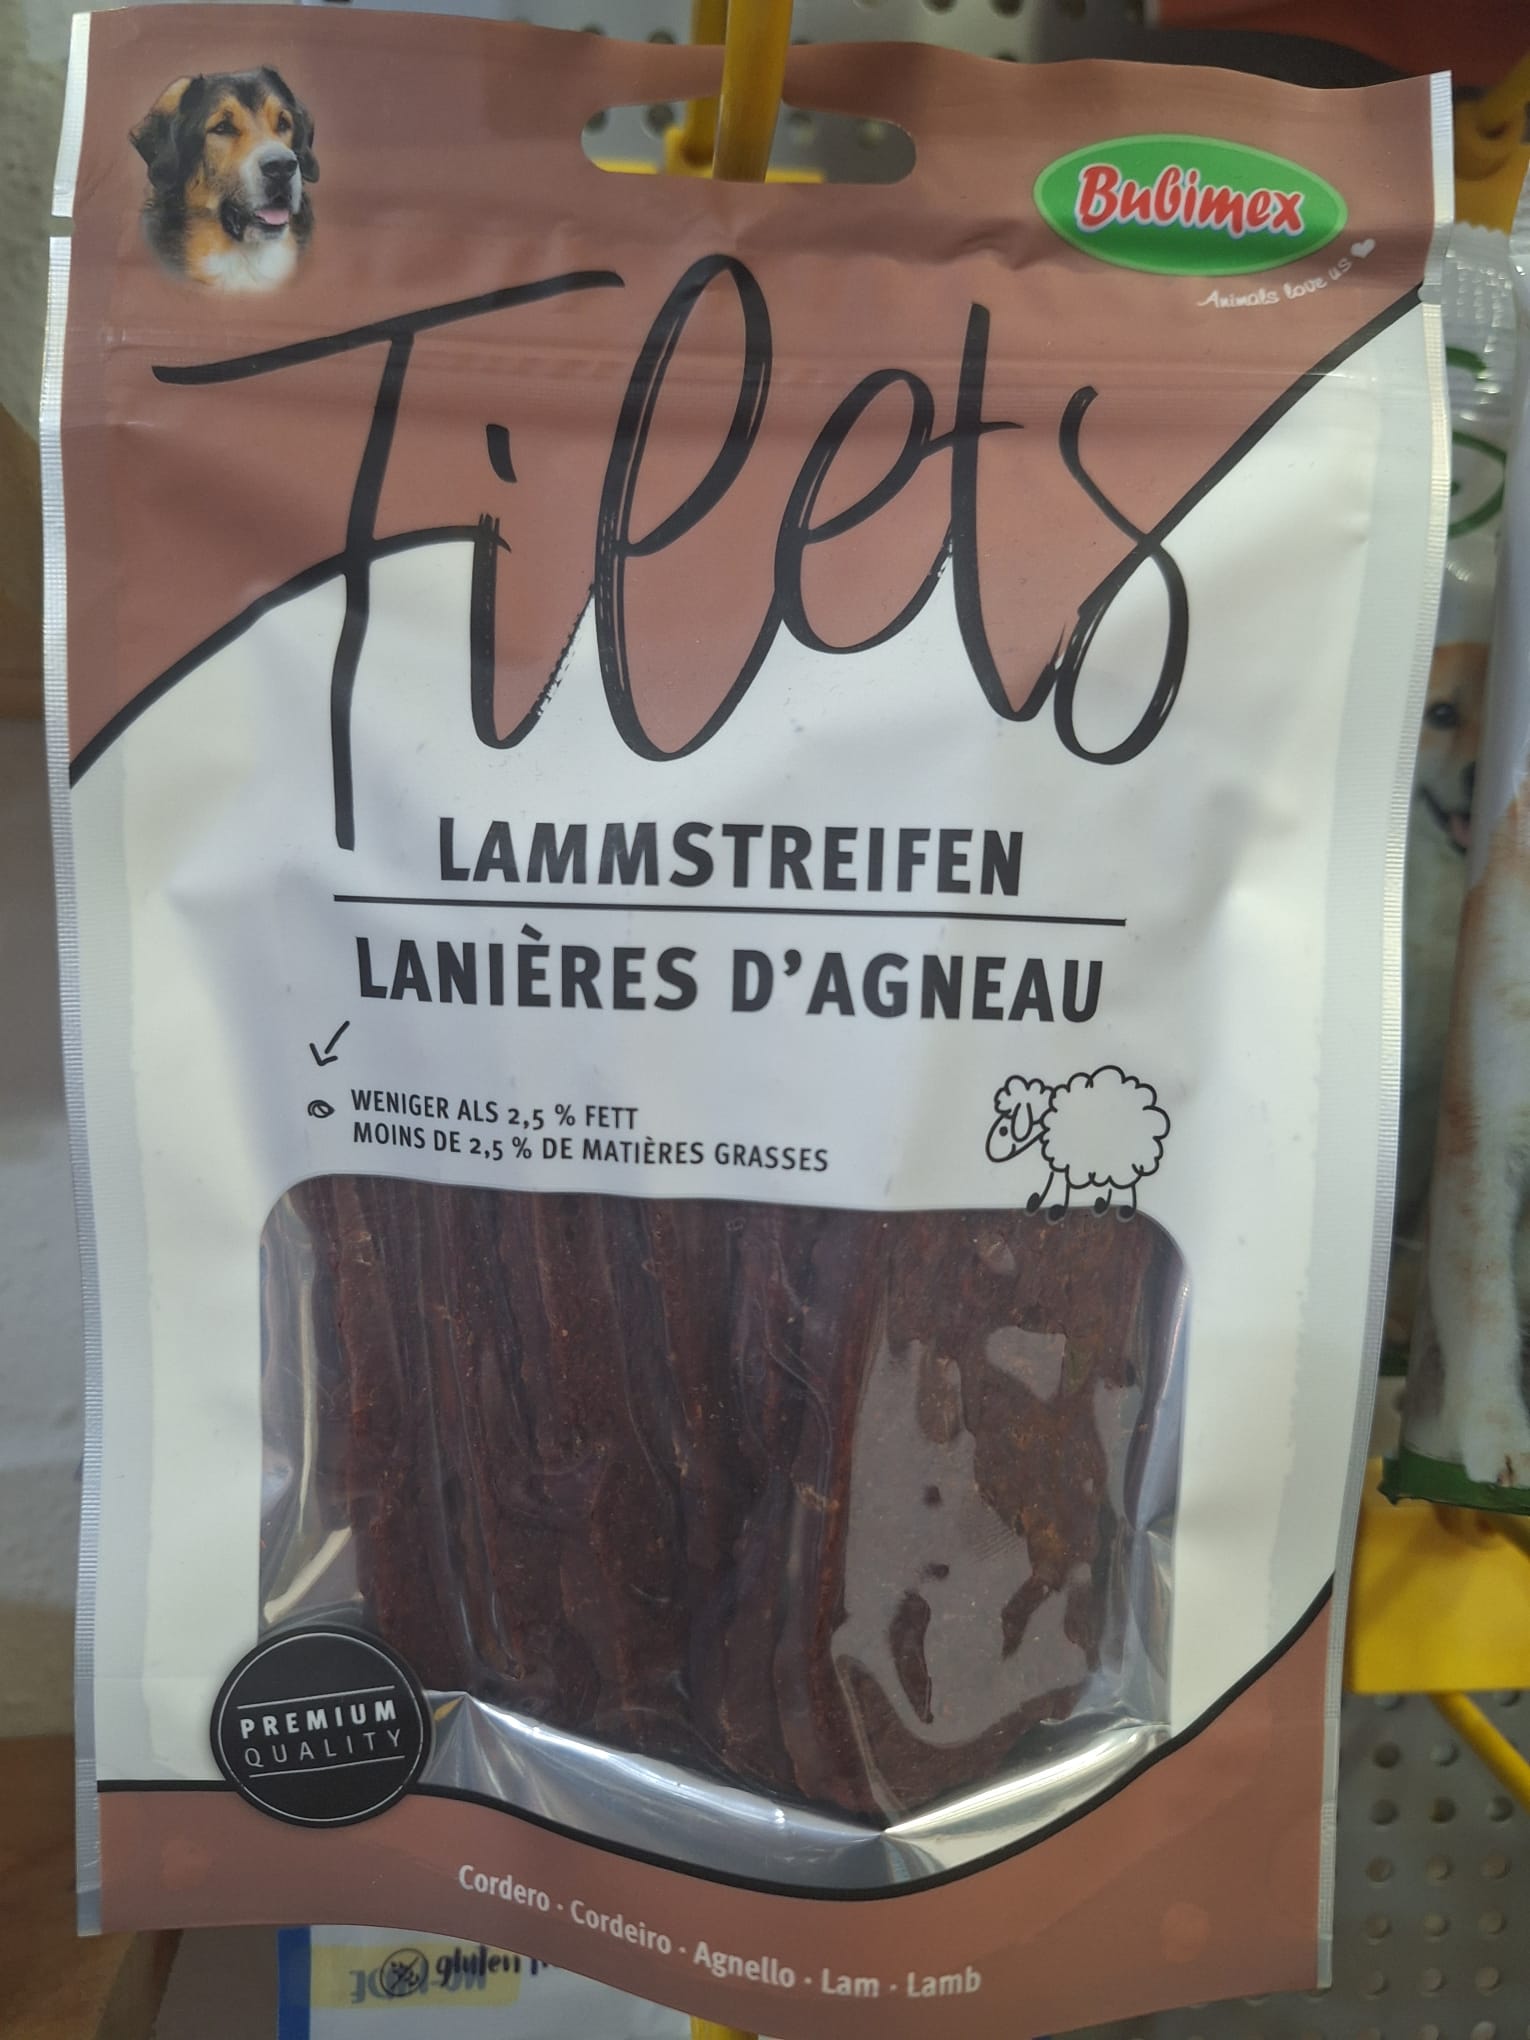 Bubimex
Animals love us
Filets
LAMMSTREIFEN
LANIÈRES D'AGNEAU
WENIGER ALS 2,5 % FETT
MOINS DE 2,5 % DE MATIÈRES GRASSES
PREMIUM
QUALITY
Cordero · Cordeiro · Agnello · Lam · Lamb
gluten